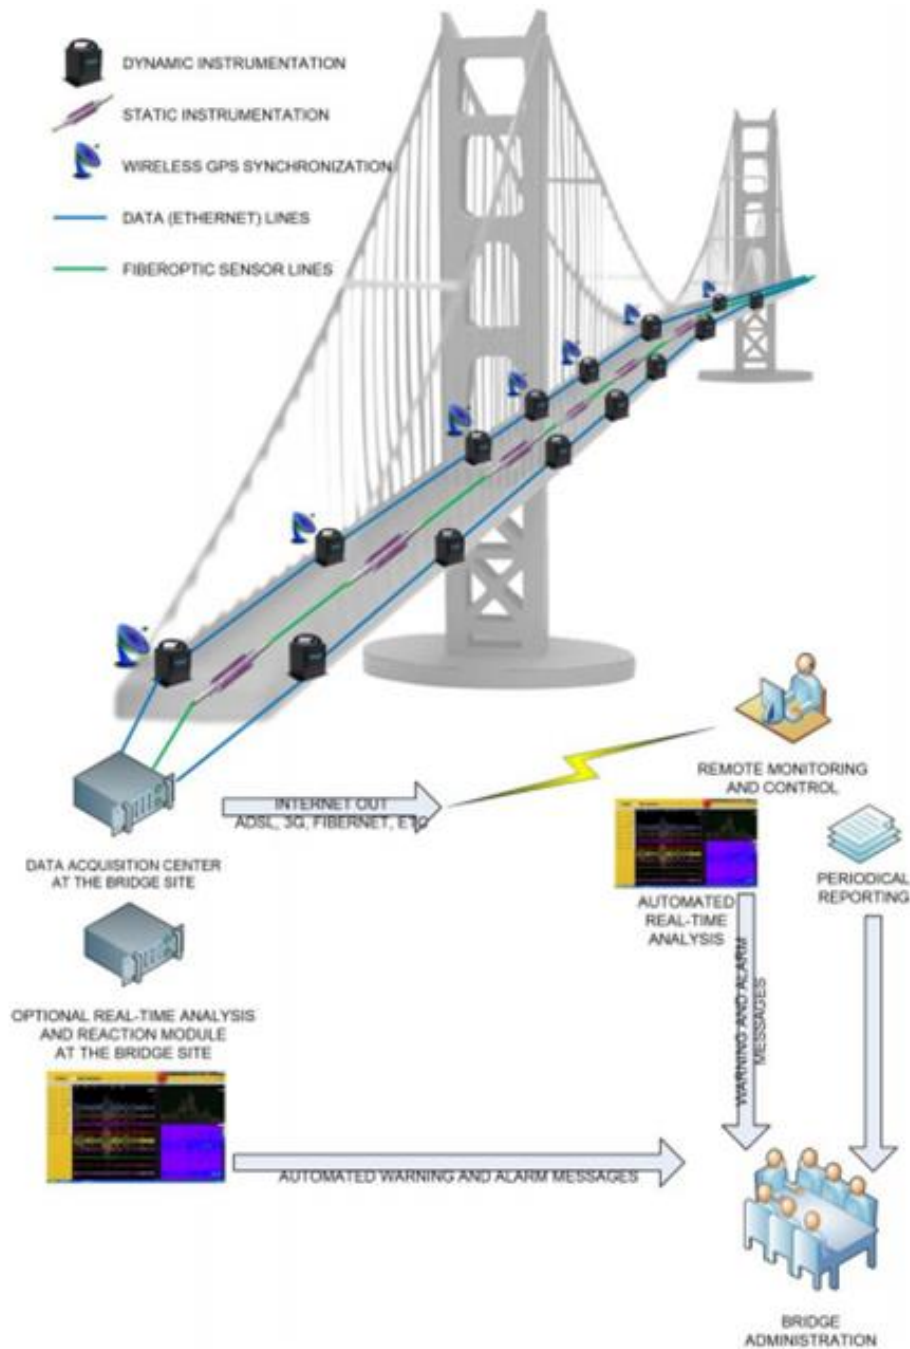 DYNAMIC INSTRUMENTATION
STATIC INSTRUMENTATION
WIRELESS GPS SYNCHRONIZATION
DATA (ETHERNET) LINES
FIBEROPTIC SENSOR LINES
REMOTE MONITORING
AND CONTROL
INTERNET OUT
ADSL, 3G, FIBERNET, ETC
DATA ACQUISITION CENTER
AT THE BRIDGE SITE
AUTOMATED
REAL-TIME
ANALYSIS
PERIODICAL
REPORTING
WARNING AND ALARM
MESSAGES
OPTIONAL REAL-TIME ANALYSIS
AND REACTION MODULE
AT THE BRIDGE SITE
AUTOMATED WARNING AND ALARM MESSAGES
BRIDGE
ADMINISTRATION